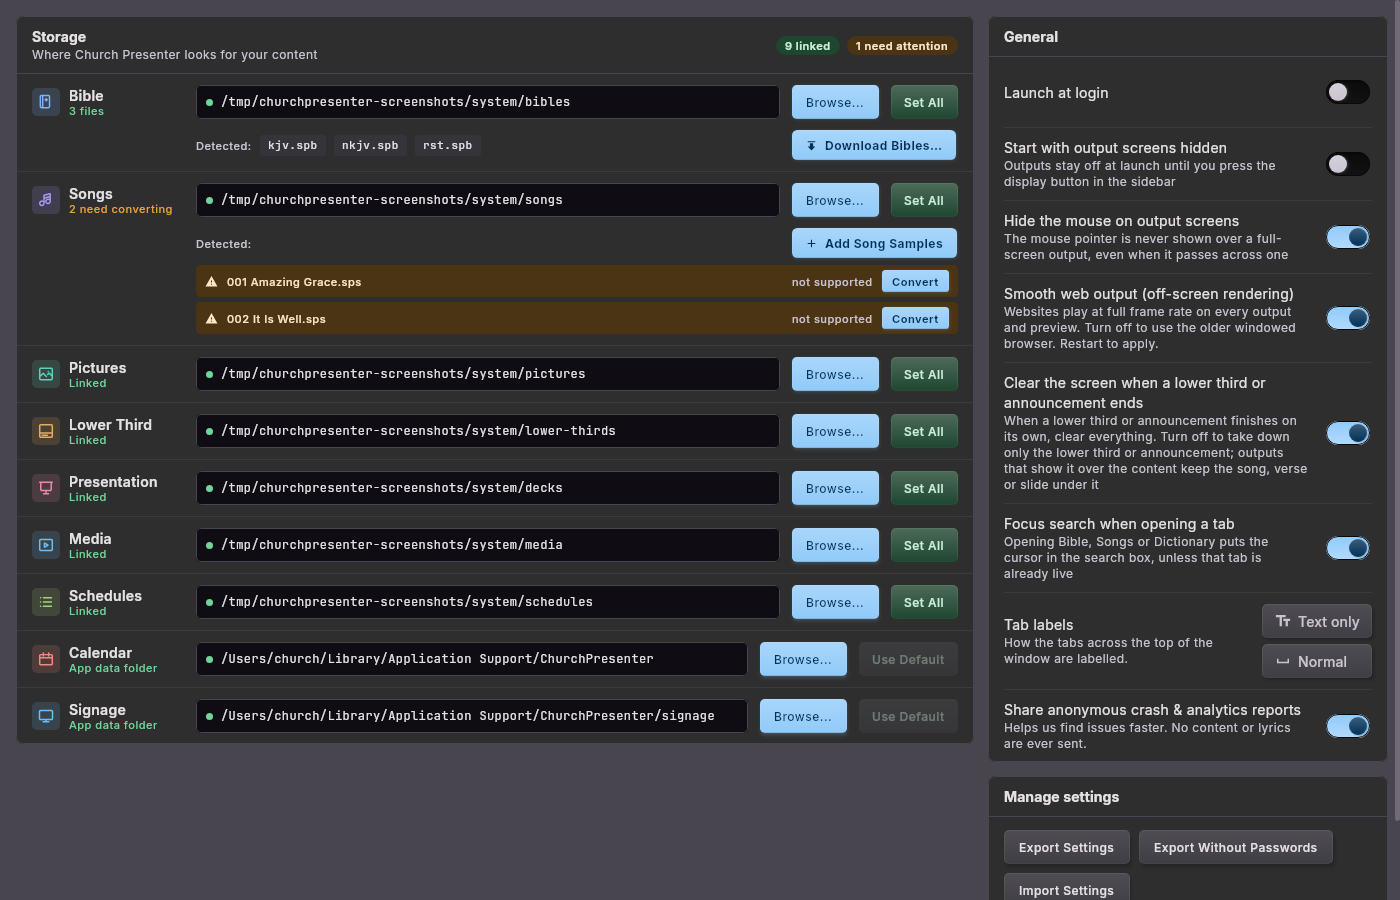 Storage
Where Church Presenter looks for your content
9 linked
1 need attention
Bible
3 files
/tmp/churchpresenter-screenshots/system/bibles
Browse...
Set All
Detected:
kjv.spb
nkjv.spb
rst.spb
Download Bibles...
Songs
2 need converting
/tmp/churchpresenter-screenshots/system/songs
Browse...
Set All
Detected:
+ Add Song Samples
001 Amazing Grace.sps
not supported
Convert
002 It Is Well.sps
not supported
Convert
Pictures
Linked
/tmp/churchpresenter-screenshots/system/pictures
Browse...
Set All
Lower Third
Linked
/tmp/churchpresenter-screenshots/system/lower-thirds
Browse...
Set All
Presentation
Linked
/tmp/churchpresenter-screenshots/system/decks
Browse...
Set All
Media
Linked
/tmp/churchpresenter-screenshots/system/media
Browse...
Set All
Schedules
Linked
/tmp/churchpresenter-screenshots/system/schedules
Browse...
Set All
Calendar
App data folder
/Users/church/Library/Application Support/ChurchPresenter
Browse...
Use Default
Signage
App data folder
/Users/church/Library/Application Support/ChurchPresenter/signage
Browse...
Use Default
General
Launch at login
Start with output screens hidden
Outputs stay off at launch until you press the
display button in the sidebar
Hide the mouse on output screens
The mouse pointer is never shown over a full-
screen output, even when it passes across one
Smooth web output (off-screen rendering)
Websites play at full frame rate on every output
and preview. Turn off to use the older windowed
browser. Restart to apply.
Clear the screen when a lower third or
announcement ends
When a lower third or announcement finishes on
its own, clear everything. Turn off to take down
only the lower third or announcement; outputs
that show it over the content keep the song, verse
or slide under it
Focus search when opening a tab
Opening Bible, Songs or Dictionary puts the
cursor in the search box, unless that tab is
already live
Tab labels
How the tabs across the top of the
window are labelled.
Text only
Normal
Share anonymous crash & analytics reports
Helps us find issues faster. No content or lyrics
are ever sent.
Manage settings
Export Settings
Export Without Passwords
Import Settings